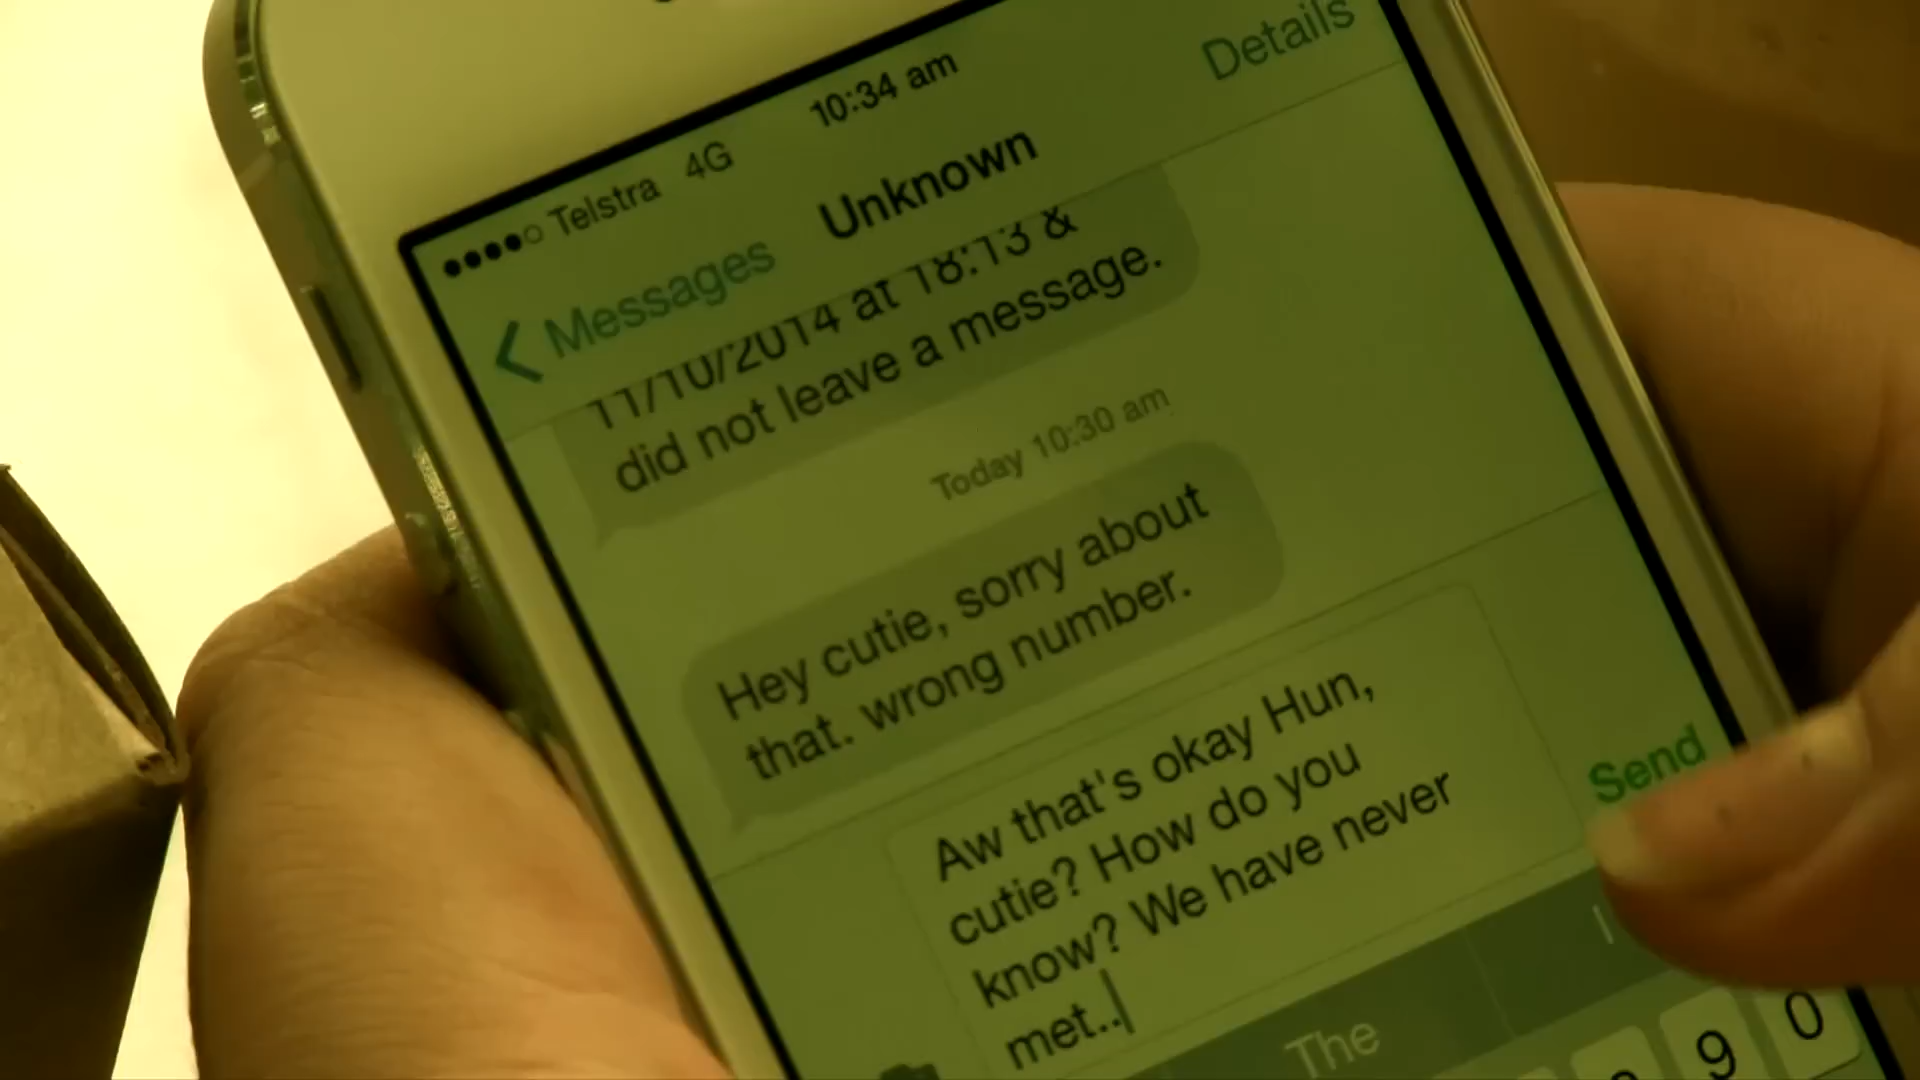 Telstra 4G 10:34 am
Messages Unknown Details
11/10/2014 at 18:13 &
did not leave a message.
Today 10:30 am
Hey cutie, sorry about
that. wrong number.
Aw that's okay Hun,
cutie? How do you
know? We have never
met..
Send
The I
9 0